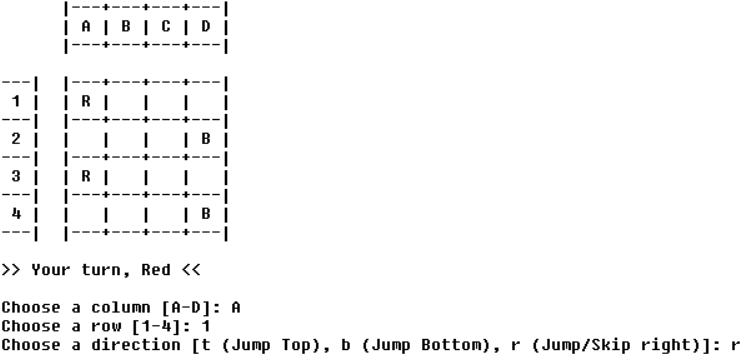 |---+---+---+---|
| A | B | C | D |
|---+---+---+---|
---|  |---+---+---+---|
 1 |  | R |   |   |   |
---|  |---+---+---+---|
 2 |  |   |   |   | B |
---|  |---+---+---+---|
 3 |  | R |   |   |   |
---|  |---+---+---+---|
 4 |  |   |   |   | B |
---|  |---+---+---+---|
>> Your turn, Red <<
Choose a column [A-D]: A
Choose a row [1-4]: 1
Choose a direction [t (Jump Top), b (Jump Bottom), r (Jump/Skip right)]: r